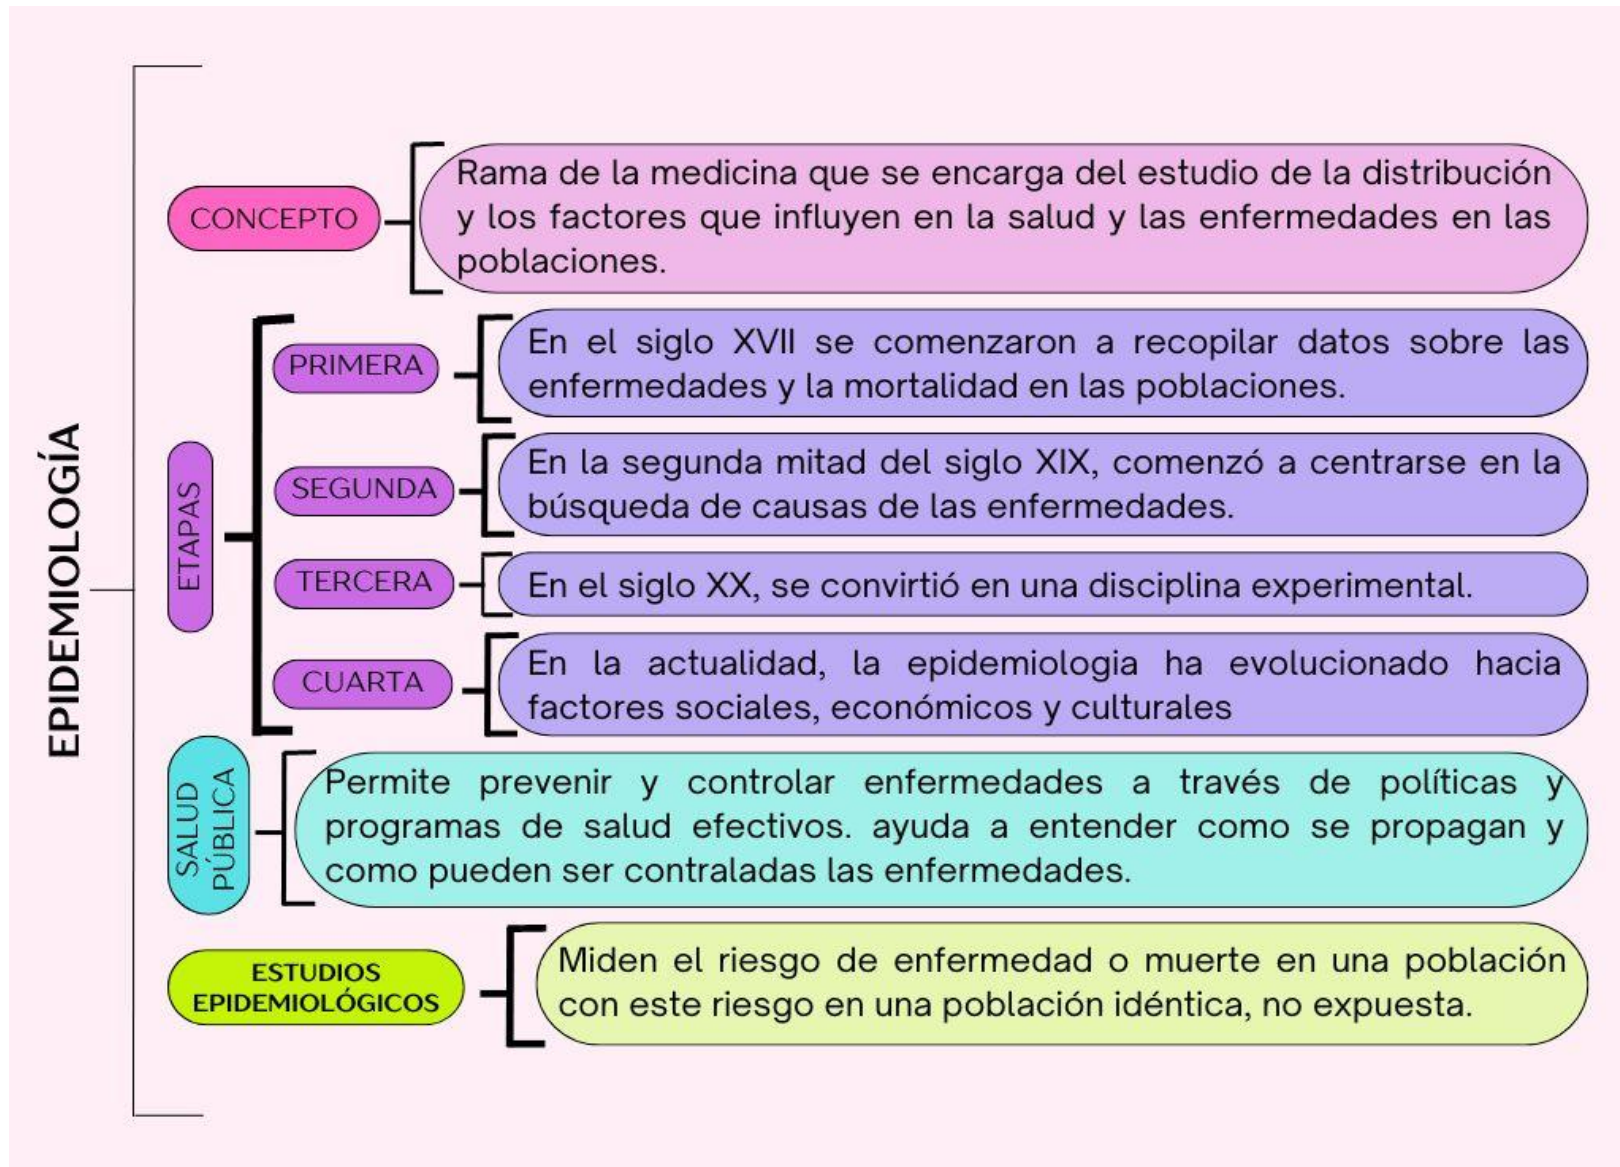 EPIDEMIOLOGÍA
CONCEPTO
Rama de la medicina que se encarga del estudio de la distribución
y los factores que influyen en la salud y las enfermedades en las
poblaciones.
ETAPAS
PRIMERA
En el siglo XVII se comenzaron a recopilar datos sobre las
enfermedades y la mortalidad en las poblaciones.
SEGUNDA
En la segunda mitad del siglo XIX, comenzó a centrarse en la
búsqueda de causas de las enfermedades.
TERCERA
En el siglo XX, se convirtió en una disciplina experimental.
CUARTA
En la actualidad, la epidemiologia ha evolucionado hacia
factores sociales, económicos y culturales
SALUD
PÚBLICA
Permite prevenir y controlar enfermedades a través de políticas y
programas de salud efectivos. ayuda a entender como se propagan y
como pueden ser contraladas las enfermedades.
ESTUDIOS
EPIDEMIOLÓGICOS
Miden el riesgo de enfermedad o muerte en una población
con este riesgo en una población idéntica, no expuesta.